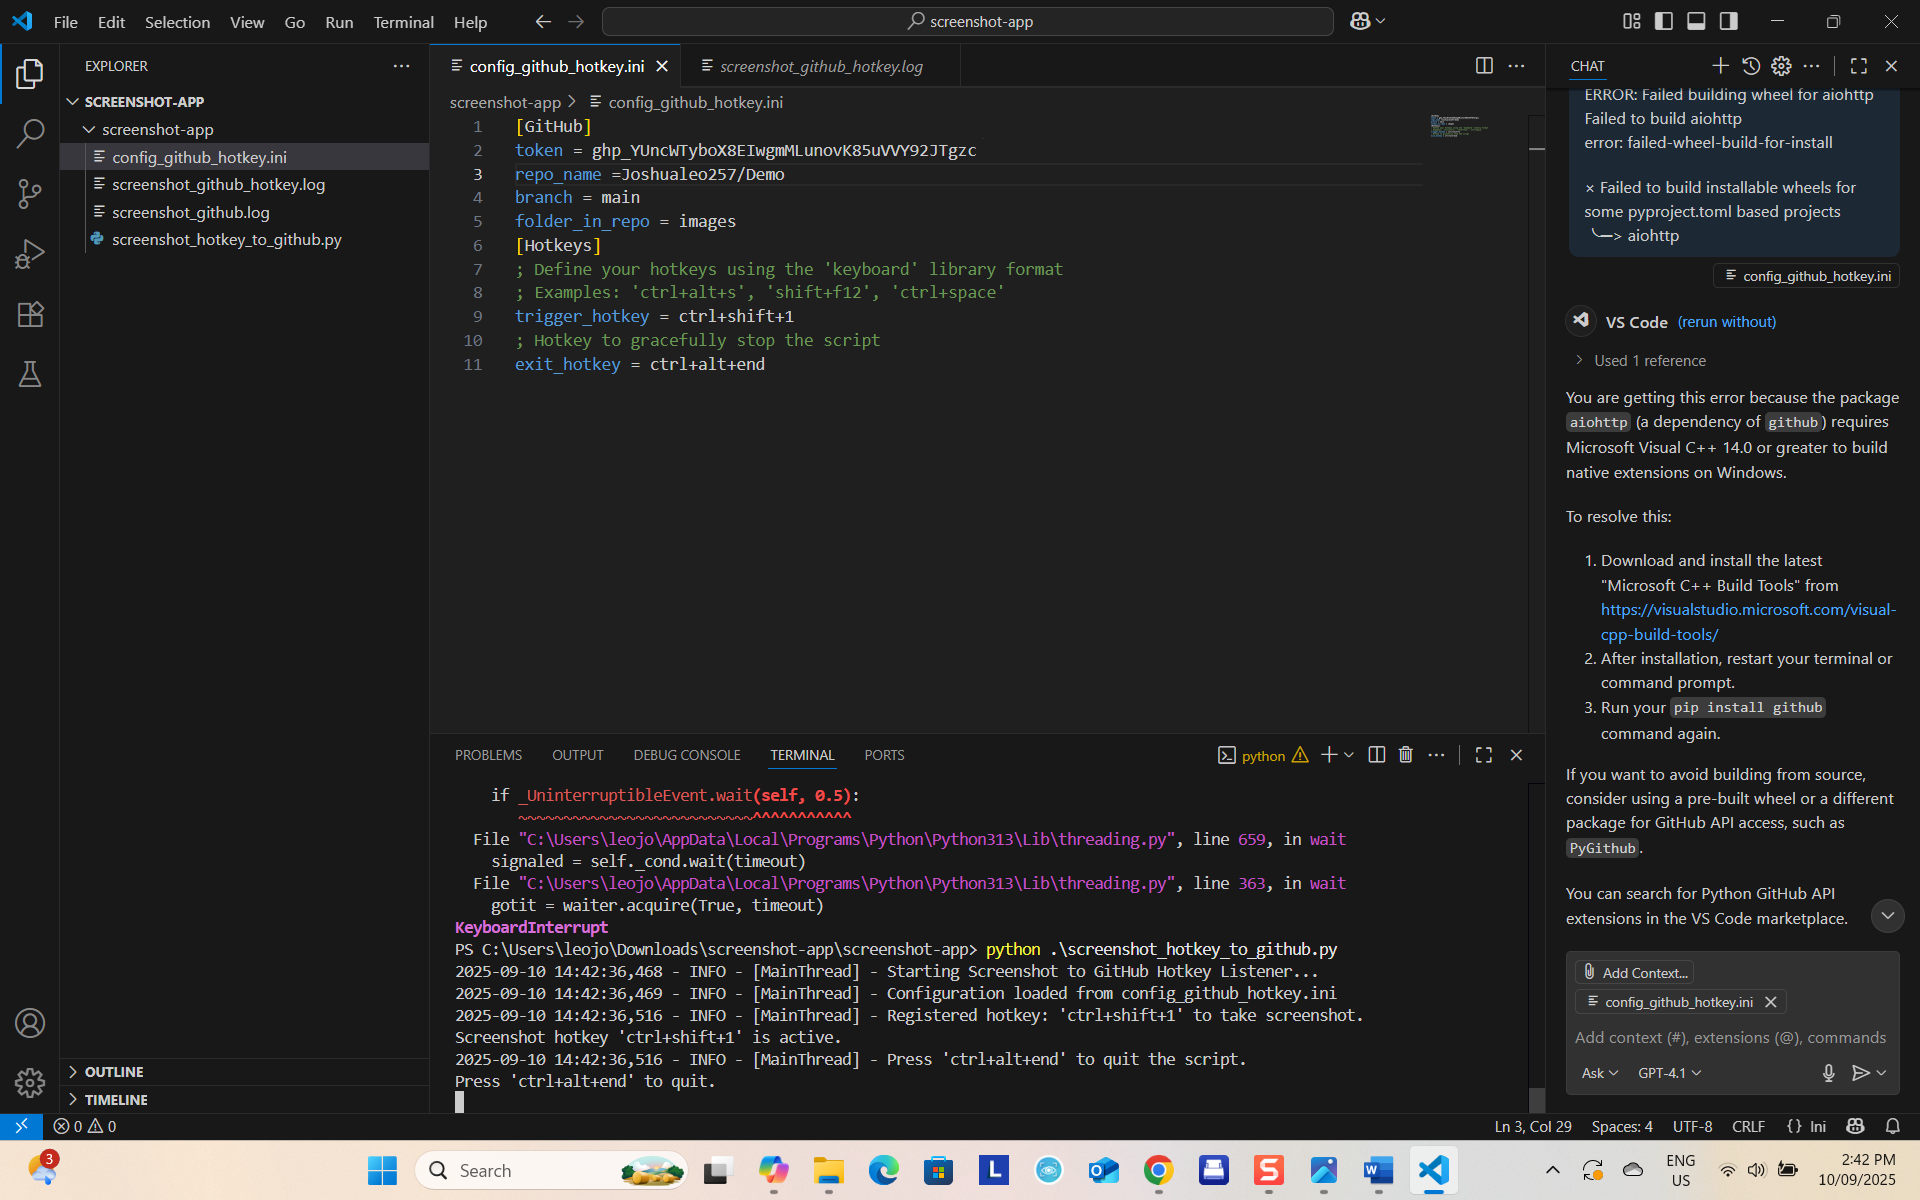 File Edit Selection View Go Run Terminal Help
screenshot-app
EXPLORER
SCREENSHOT-APP
screenshot-app
config_github_hotkey.ini
screenshot_github_hotkey.log
screenshot_github.log
screenshot_hotkey_to_github.py
OUTLINE
TIMELINE
config_github_hotkey.ini
screenshot_github_hotkey.log
screenshot-app > config_github_hotkey.ini
1 [GitHub]
2 token = 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
3 repo_name =Joshualeo257/Demo
4 branch = main
5 folder_in_repo = images
6 [Hotkeys]
7 ; Define your hotkeys using the 'keyboard' library format
8 ; Examples: 'ctrl+alt+s', 'shift+f12', 'ctrl+space'
9 trigger_hotkey = ctrl+shift+1
10 ; Hotkey to gracefully stop the script
11 exit_hotkey = ctrl+alt+end
PROBLEMS OUTPUT DEBUG CONSOLE TERMINAL PORTS
python
if _UninterruptibleEvent.wait(self, 0.5):
~~~~~~~~~~~~~~~~~~~~~~~~~~^^^^^^^^^^^
File "C:\Users\leojo\AppData\Local\Programs\Python\Python313\Lib\threading.py", line 659, in wait
signaled = self._cond.wait(timeout)
File "C:\Users\leojo\AppData\Local\Programs\Python\Python313\Lib\threading.py", line 363, in wait
gotit = waiter.acquire(True, timeout)
KeyboardInterrupt
PS C:\Users\leojo\Downloads\screenshot-app\screenshot-app> python .\screenshot_hotkey_to_github.py
2025-09-10 14:42:36,468 - INFO - [MainThread] - Starting Screenshot to GitHub Hotkey Listener...
2025-09-10 14:42:36,469 - INFO - [MainThread] - Configuration loaded from config_github_hotkey.ini
2025-09-10 14:42:36,516 - INFO - [MainThread] - Registered hotkey: 'ctrl+shift+1' to take screenshot.
Screenshot hotkey 'ctrl+shift+1' is active.
2025-09-10 14:42:36,516 - INFO - [MainThread] - Press 'ctrl+alt+end' to quit the script.
Press 'ctrl+alt+end' to quit.
CHAT
ERROR: Failed building wheel for aiohttp
Failed to build aiohttp
error: failed-wheel-build-for-install
× Failed to build installable wheels for
some pyproject.toml based projects
╰─> aiohttp
config_github_hotkey.ini
VS Code (rerun without)
> Used 1 reference
You are getting this error because the package
aiohttp (a dependency of github) requires
Microsoft Visual C++ 14.0 or greater to build
native extensions on Windows.
To resolve this:
1. Download and install the latest
"Microsoft C++ Build Tools" from
https://visualstudio.microsoft.com/visual-
cpp-build-tools/
2. After installation, restart your terminal or
command prompt.
3. Run your pip install github
command again.
If you want to avoid building from source,
consider using a pre-built wheel or a different
package for GitHub API access, such as
PyGithub.
You can search for Python GitHub API
extensions in the VS Code marketplace.
Add Context...
config_github_hotkey.ini
Add context (#), extensions (@), commands
Ask GPT-4.1
0 0
Ln 3, Col 29 Spaces: 4 UTF-8 CRLF {} Ini
3
Search
L
S
W
ENG
US
2:42 PM
10/09/2025